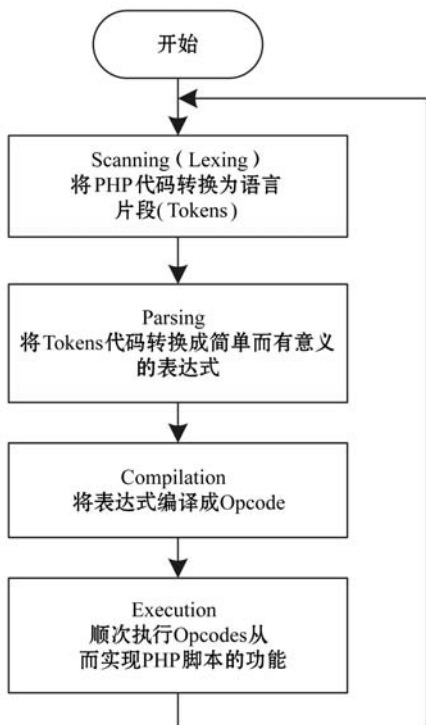 开始
Scanning（Lexing）
将PHP代码转换为语言
片段(Tokens)
Parsing
将Tokens代码转换成简单而有意义
的表达式
Compilation
将表达式编译成Opcode
Execution
顺次执行Opcodes从
而实现PHP脚本的功能